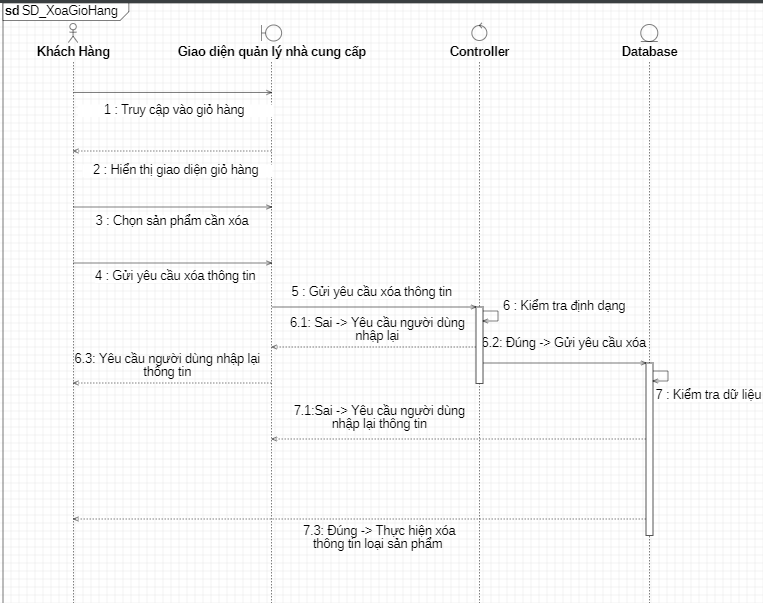 sd SD_XoaGioHang
Khách Hàng
Giao diện quản lý nhà cung cấp
Controller
Database
1 : Truy cập vào giỏ hàng
2 : Hiển thị giao diện giỏ hàng
3 : Chọn sản phẩm cần xóa
4 : Gửi yêu cầu xóa thông tin
5 : Gửi yêu cầu xóa thông tin
6 : Kiểm tra định dạng
6.1: Sai -> Yêu cầu người dùng
nhập lại
6.2: Đúng -> Gửi yêu cầu xóa
6.3: Yêu cầu người dùng nhập lại
thống tin
7 : Kiểm tra dữ liệu
7.1:Sai -> Yêu cầu người dùng
nhập lại thông tin
7.3: Đúng -> Thực hiện xóa
thông tin loại sản phẩm